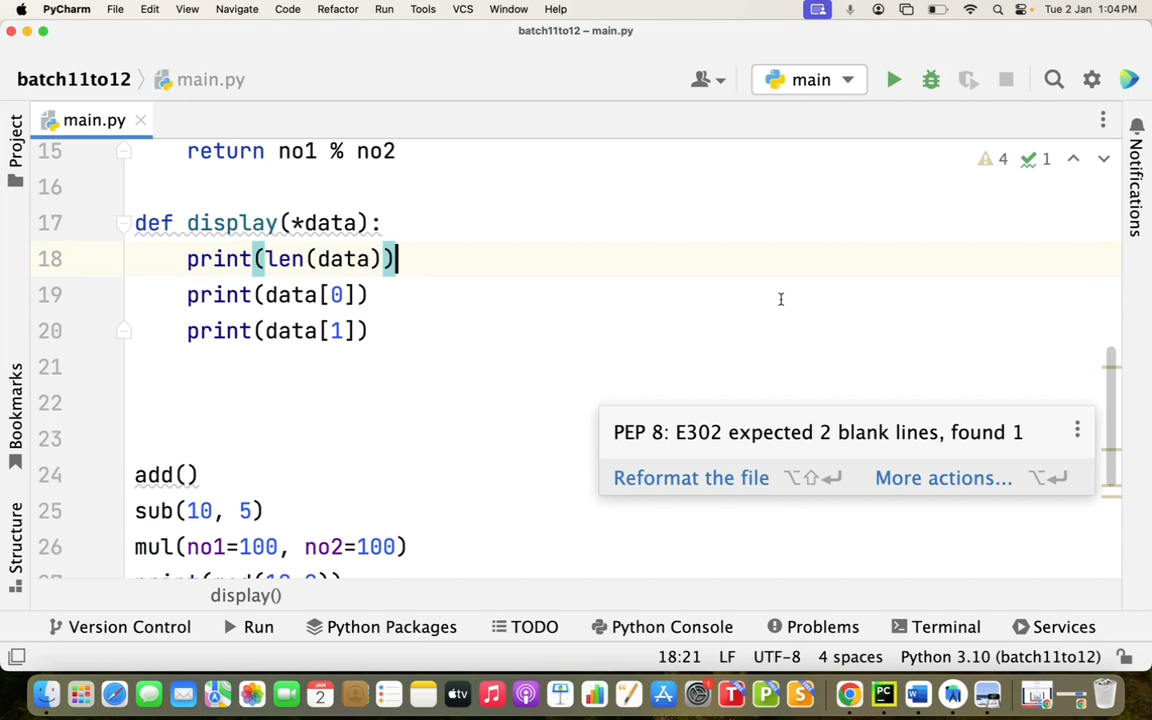 PyCharm File Edit View Navigate Code Refactor Run Tools VCS Window Help Tue 2 Jan 1:04 PM
batch11to12 – main.py
batch11to12 main.py main
main.py
Project
Bookmarks
Structure
Notifications
4 1
15 return no1 % no2
16
17 def display(*data):
18 print(len(data))
19 print(data[0])
20 print(data[1])
21
22
23
PEP 8: E302 expected 2 blank lines, found 1
Reformat the file ⌥⇧↵ More actions... ⌥↵
24 add()
25 sub(10, 5)
26 mul(no1=100, no2=100)
display()
Version Control Run Python Packages TODO Python Console Problems Terminal Services
18:21 LF UTF-8 4 spaces Python 3.10 (batch11to12)